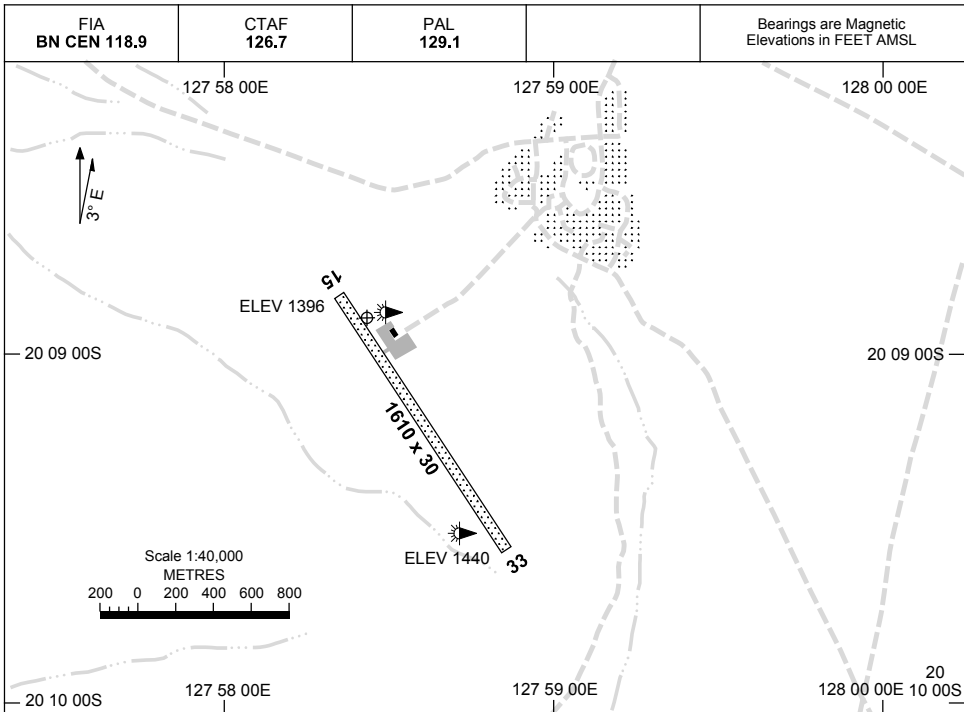 FIA
BN CEN 118.9
CTAF
126.7
PAL
129.1
Bearings are Magnetic
Elevations in FEET AMSL
127 58 00E
127 59 00E
128 00 00E
3° E
15
ELEV 1396
20 09 00S
20 09 00S
1610 x 30
ELEV 1440
33
Scale 1:40,000
METRES
200 0 200 400 600 800
20 10 00S
127 58 00E
127 59 00E
128 00 00E
20
10 00S